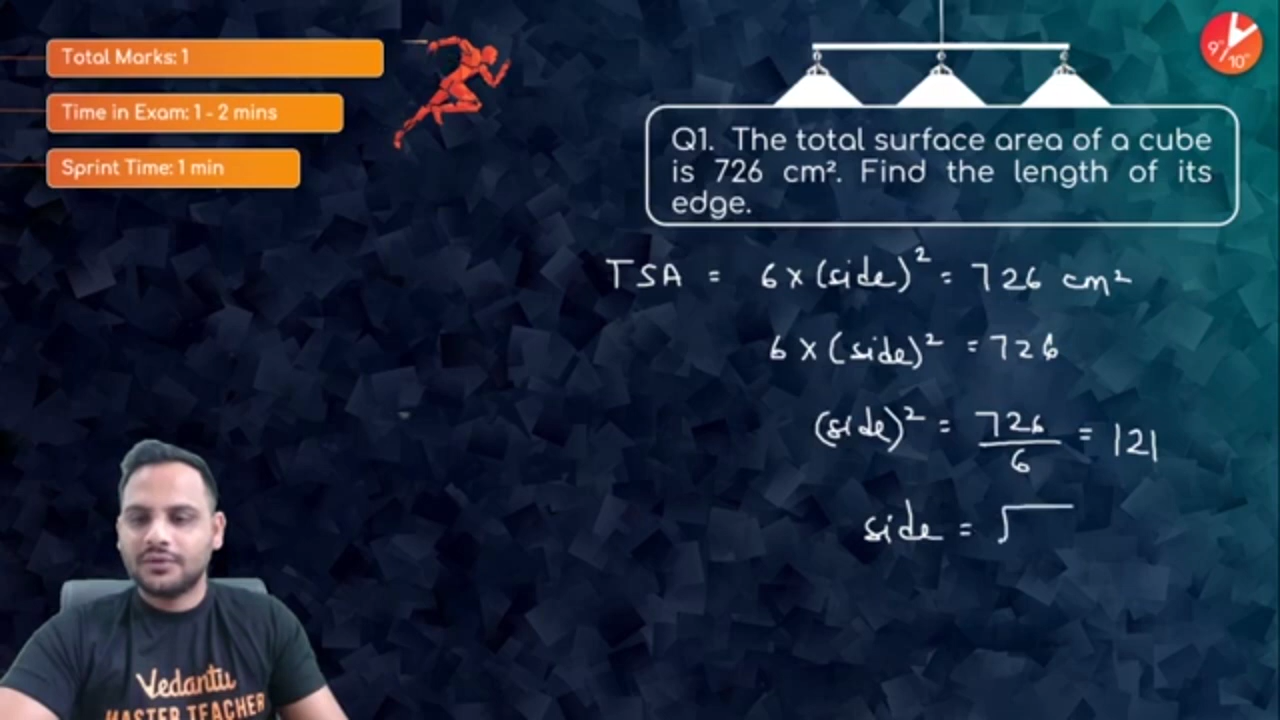 Total Marks: 1
Time in Exam: 1 - 2 mins
Sprint Time: 1 min
9th/10th
Q1. The total surface area of a cube
is 726 cm². Find the length of its
edge.
TSA = 6 x (side)² = 726 cm²
6 x (side)² = 726
(side)² = 726/6 = 121
side = √
Vedantu
MASTER TEACHER